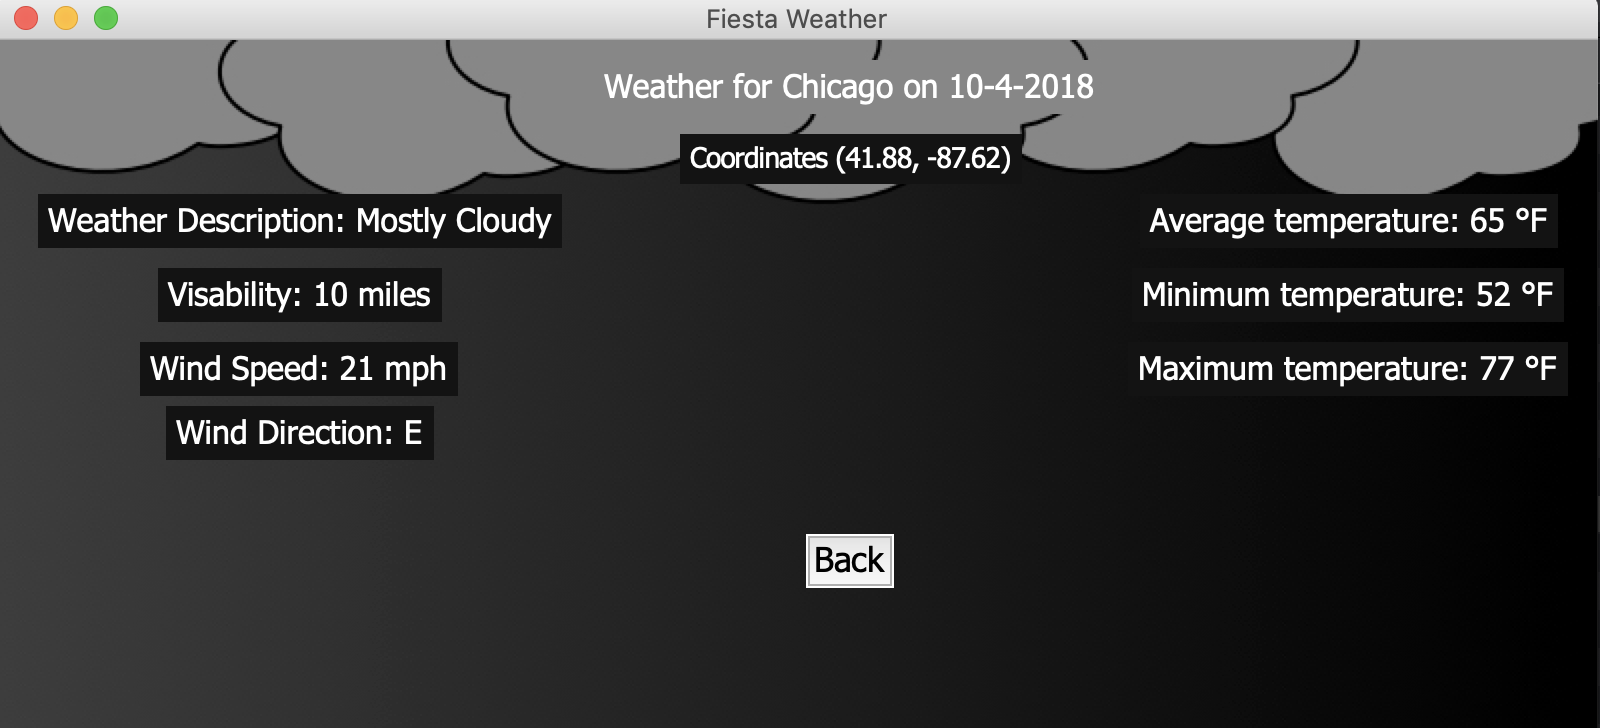 Fiesta Weather
Weather for Chicago on 10-4-2018
Coordinates (41.88, -87.62)
Weather Description: Mostly Cloudy
Average temperature: 65 °F
Visability: 10 miles
Minimum temperature: 52 °F
Wind Speed: 21 mph
Maximum temperature: 77 °F
Wind Direction: E
Back